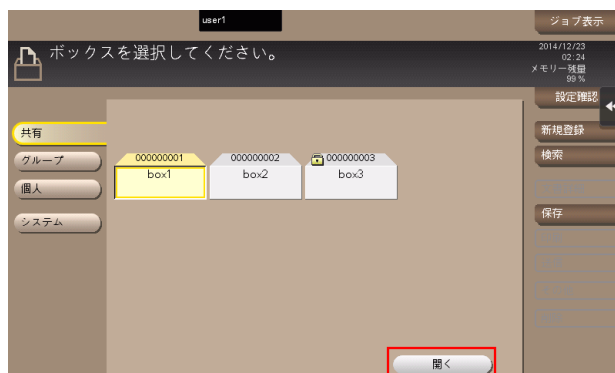 user1
ジョブ表示
ボックスを選択してください。
2014/12/23
02:24
メモリー残量
99 %
設定確認
共有
グループ
個人
システム
000000001
box1
000000002
box2
000000003
box3
新規登録
検索
保存
開く